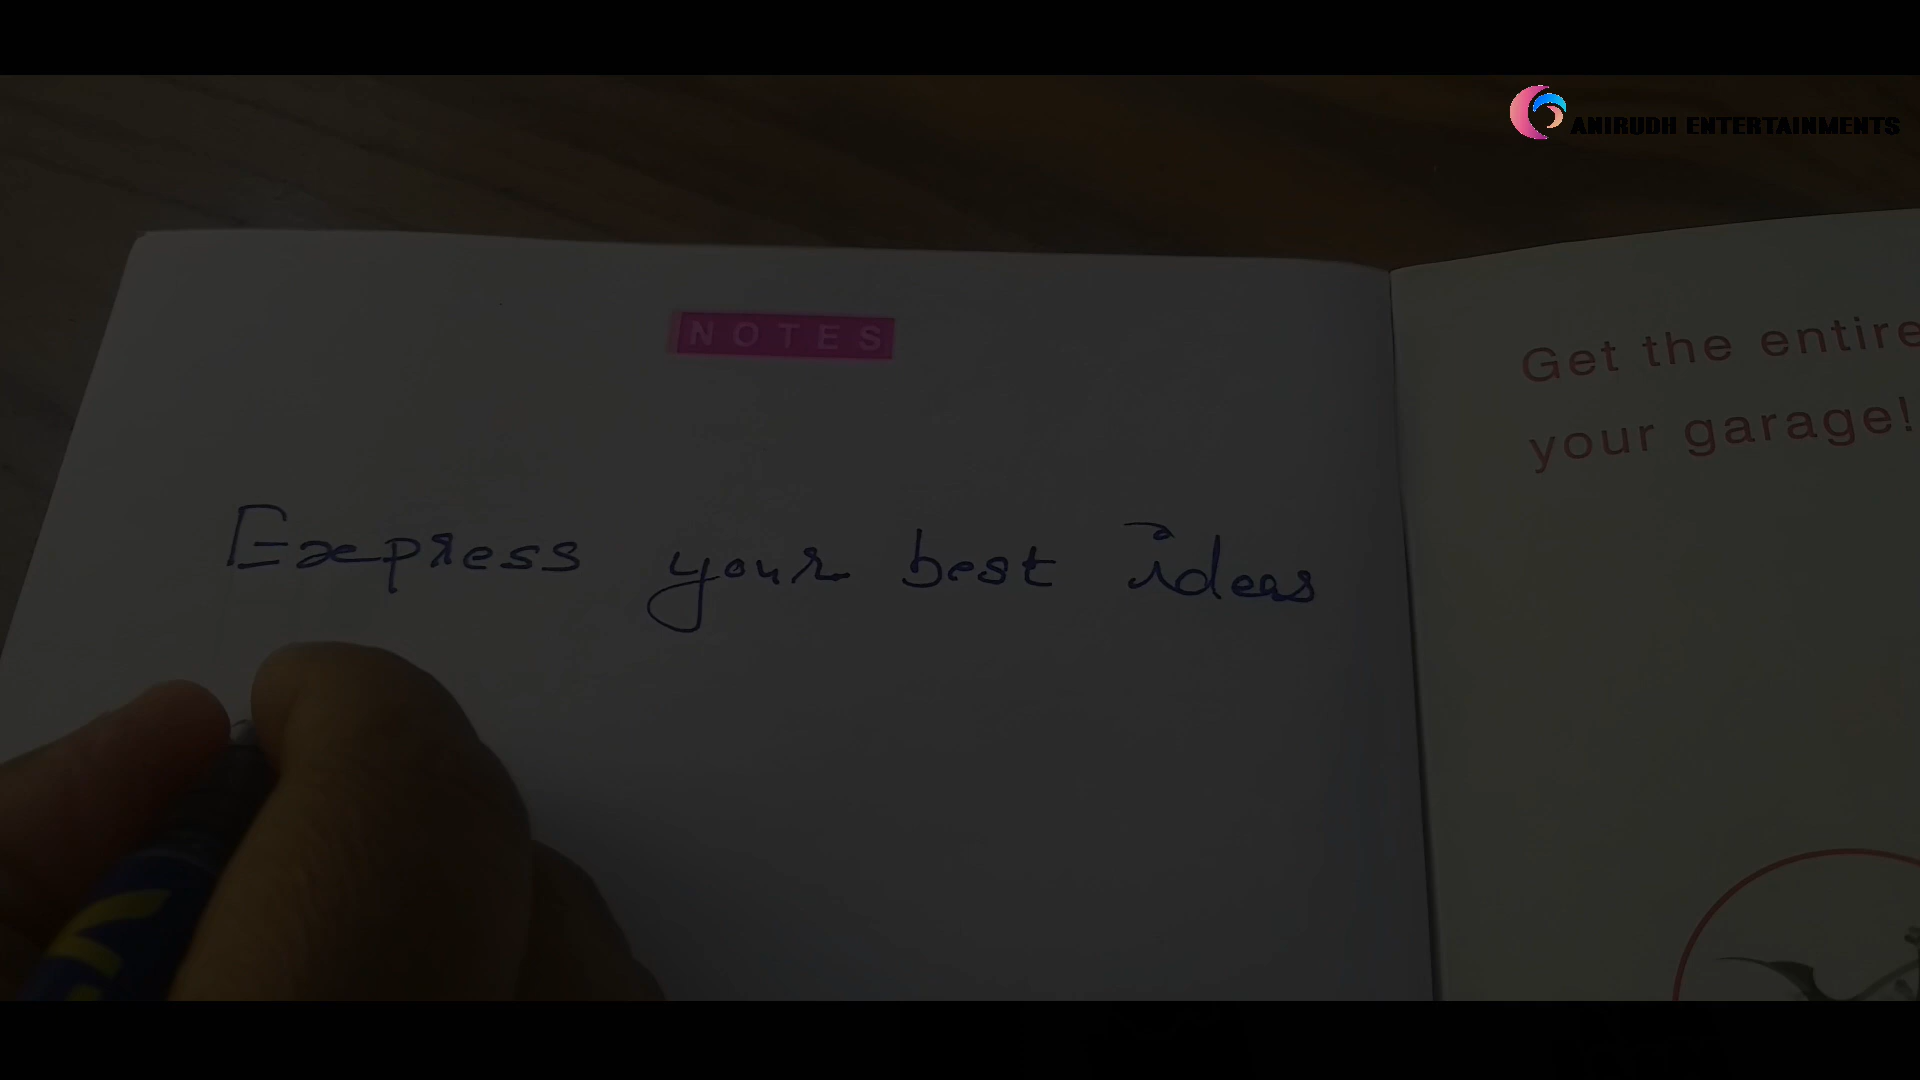 ANIRUDH ENTERTAINMENTS
NOTES
Express your best ideas
Get the entire
your garage!